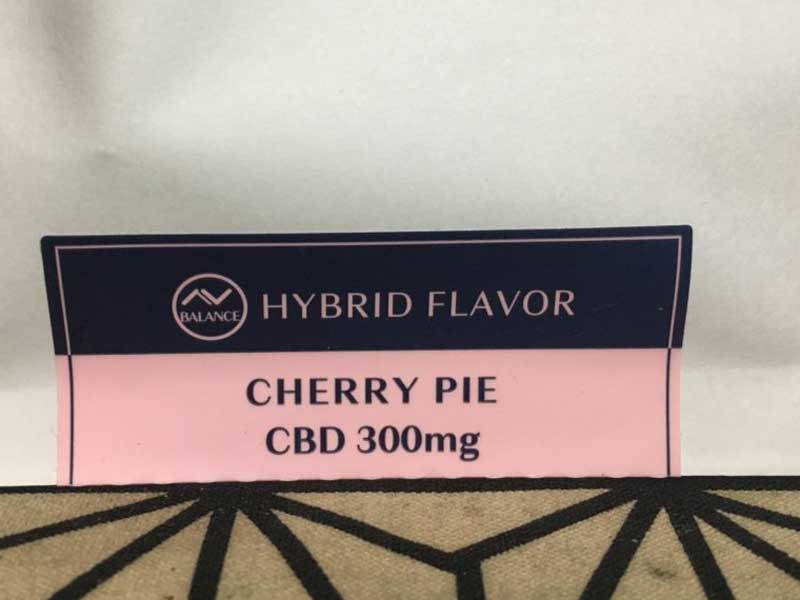 BALANCE
HYBRID FLAVOR
CHERRY PIE
CBD 300mg